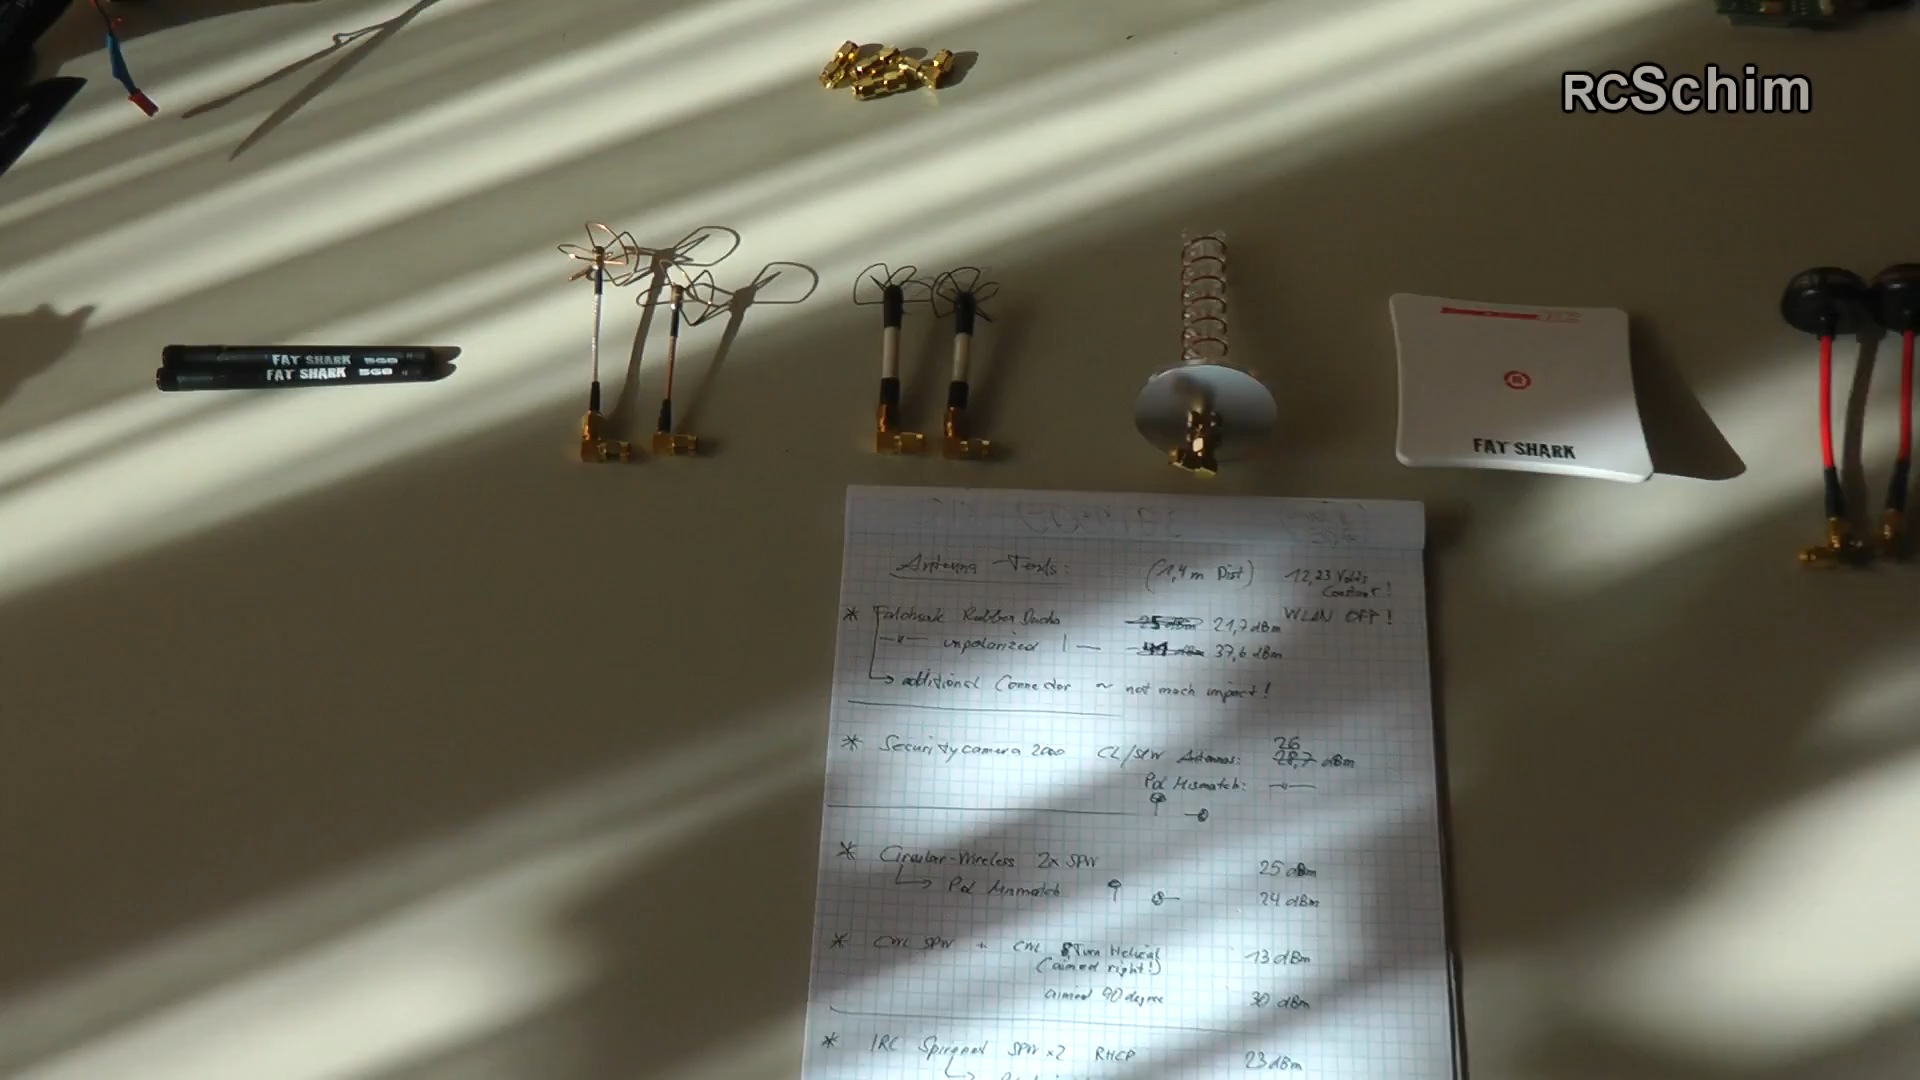 RCSchim
FAT SHARK 5G8
FAT SHARK 5G8
FAT SHARK
Antenna Tests: (1,4m Dist) 12,23 Volts
Constant!
WLAN OFF!
* Fatshark Rubber Ducks 25 dBm 21,7 dBm
unpolarized 37,6 dBm
additional Connector ~ not much impact!
* Securitycamera 2000 CL/SPW Antennas: 26
28,7 dBm
Pol Mismatch:
* Circular-Wireless 2x SPW 25 dBm
Pol Mismatch 24 dBm
* CWL SPW + CWL 8 Turn Helical 13 dBm
(aimed right!)
aimed 90 degree 30 dBm
* IRC Spironet SPW x2 RHCP 23 dBm